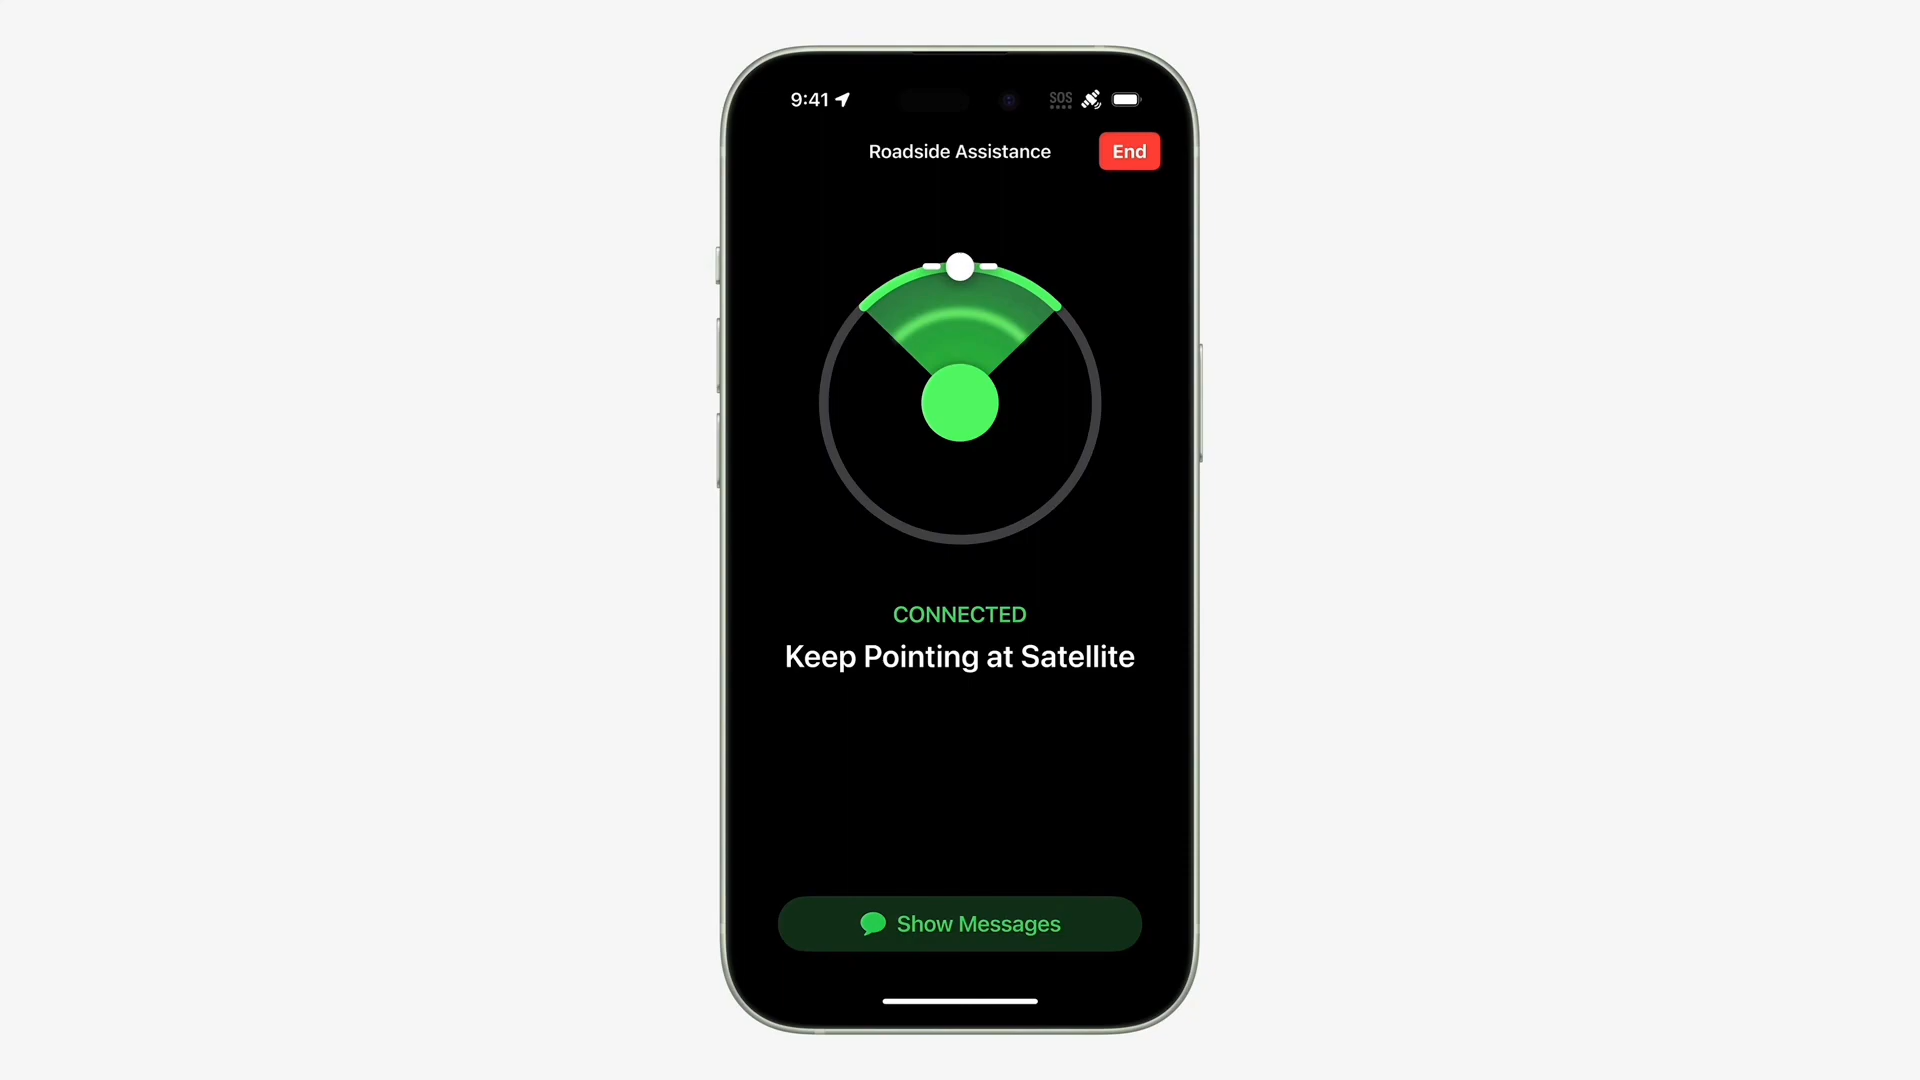 9:41 SOS
Roadside Assistance
End
CONNECTED
Keep Pointing at Satellite
Show Messages